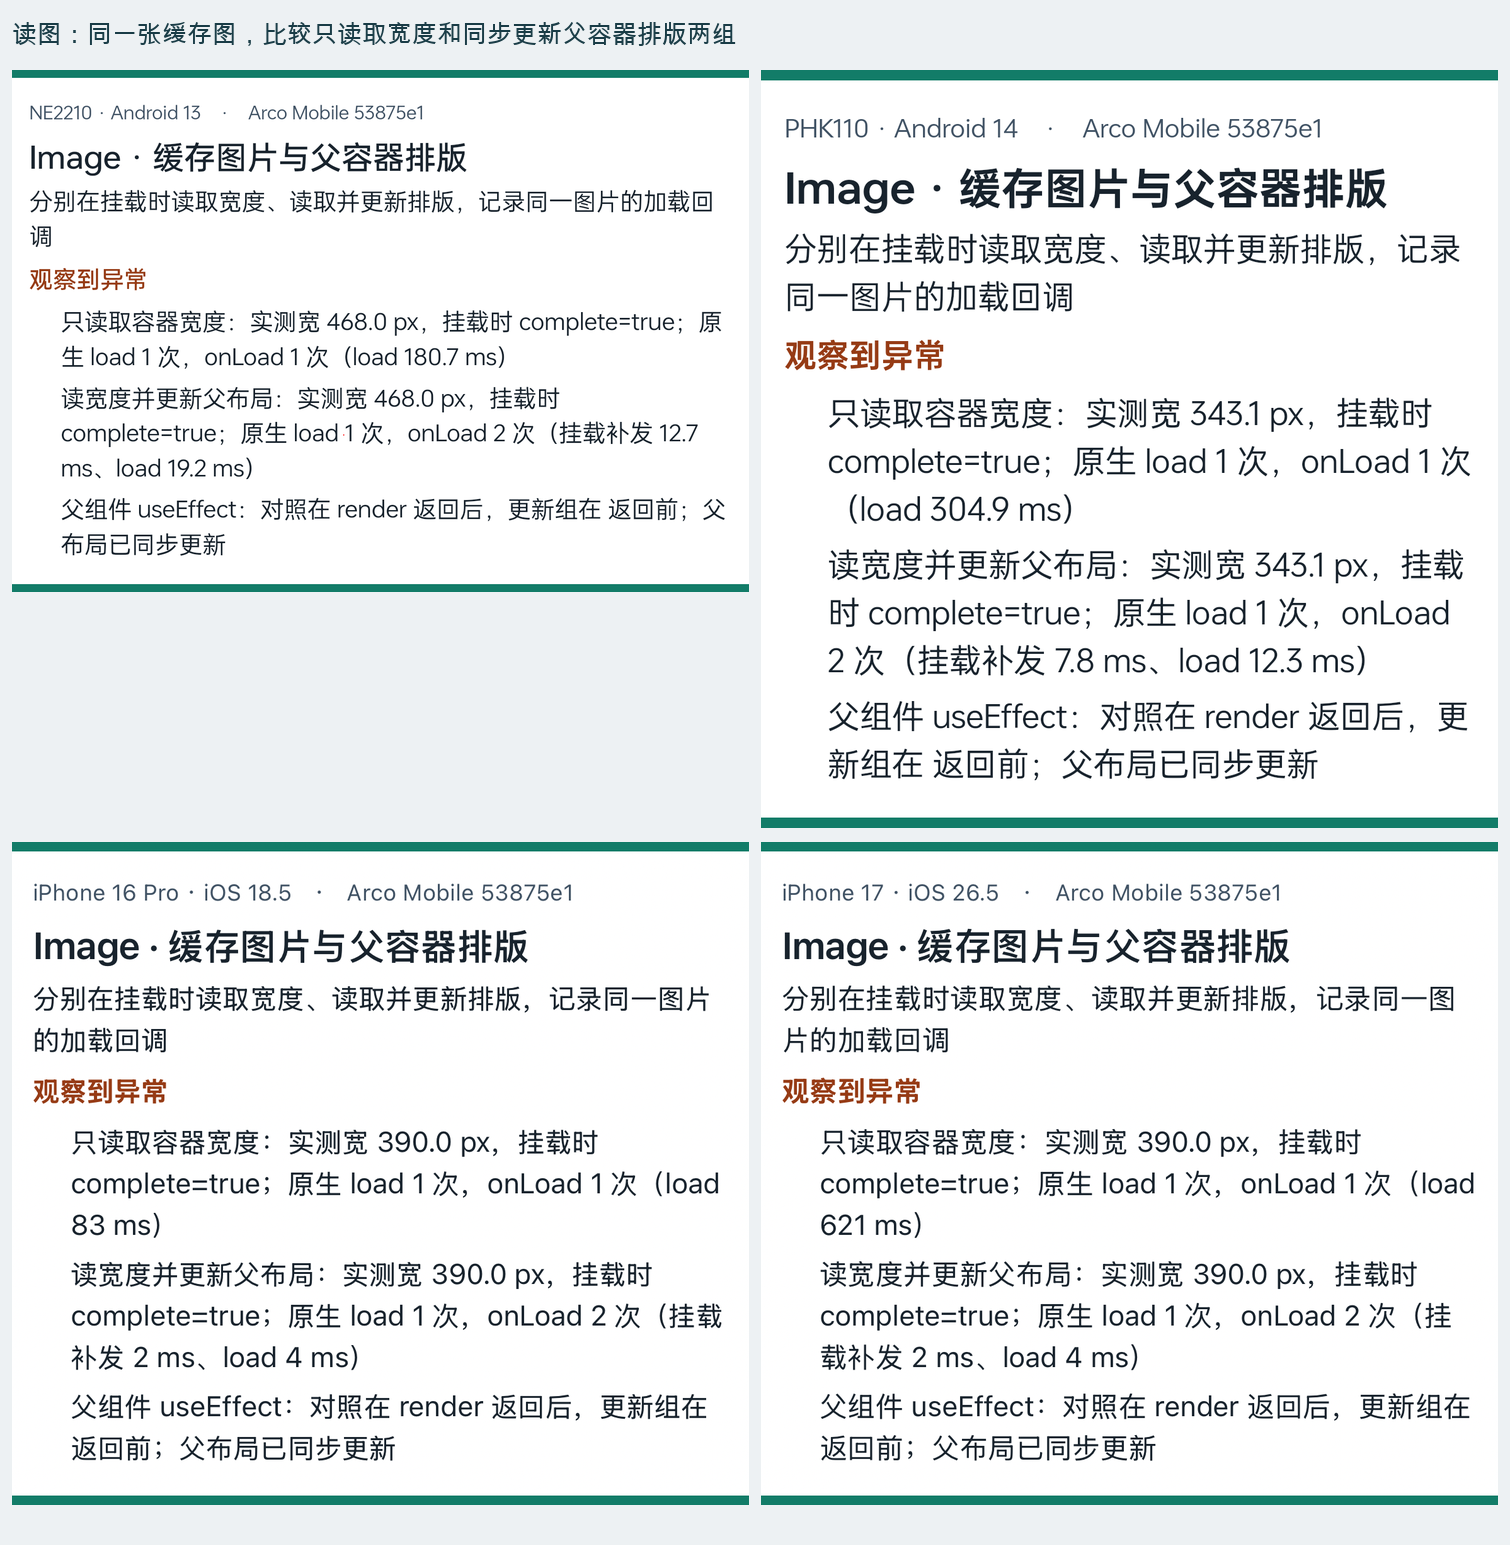 读图：同一张缓存图，比较只读取宽度和同步更新父容器排版两组
NE2210 · Android 13 · Arco Mobile 53875e1
Image · 缓存图片与父容器排版
分别在挂载时读取宽度、读取并更新排版，记录同一图片的加载回
调
观察到异常
只读取容器宽度：实测宽 468.0 px，挂载时 complete=true；原
生 load 1 次，onLoad 1 次（load 180.7 ms）
读宽度并更新父布局：实测宽 468.0 px，挂载时
complete=true；原生 load 1 次，onLoad 2 次（挂载补发 12.7
ms、load 19.2 ms）
父组件 useEffect：对照在 render 返回后，更新组在 返回前；父
布局已同步更新
PHK110 · Android 14 · Arco Mobile 53875e1
Image · 缓存图片与父容器排版
分别在挂载时读取宽度、读取并更新排版，记录
同一图片的加载回调
观察到异常
只读取容器宽度：实测宽 343.1 px，挂载时
complete=true；原生 load 1 次，onLoad 1 次
（load 304.9 ms）
读宽度并更新父布局：实测宽 343.1 px，挂载
时 complete=true；原生 load 1 次，onLoad
2 次（挂载补发 7.8 ms、load 12.3 ms）
父组件 useEffect：对照在 render 返回后，更
新组在 返回前；父布局已同步更新
iPhone 16 Pro · iOS 18.5 · Arco Mobile 53875e1
Image · 缓存图片与父容器排版
分别在挂载时读取宽度、读取并更新排版，记录同一图片
的加载回调
观察到异常
只读取容器宽度：实测宽 390.0 px，挂载时
complete=true；原生 load 1 次，onLoad 1 次（load
83 ms）
读宽度并更新父布局：实测宽 390.0 px，挂载时
complete=true；原生 load 1 次，onLoad 2 次（挂载
补发 2 ms、load 4 ms）
父组件 useEffect：对照在 render 返回后，更新组在
返回前；父布局已同步更新
iPhone 17 · iOS 26.5 · Arco Mobile 53875e1
Image · 缓存图片与父容器排版
分别在挂载时读取宽度、读取并更新排版，记录同一图
片的加载回调
观察到异常
只读取容器宽度：实测宽 390.0 px，挂载时
complete=true；原生 load 1 次，onLoad 1 次（load
621 ms）
读宽度并更新父布局：实测宽 390.0 px，挂载时
complete=true；原生 load 1 次，onLoad 2 次（挂
载补发 2 ms、load 4 ms）
父组件 useEffect：对照在 render 返回后，更新组在
返回前；父布局已同步更新